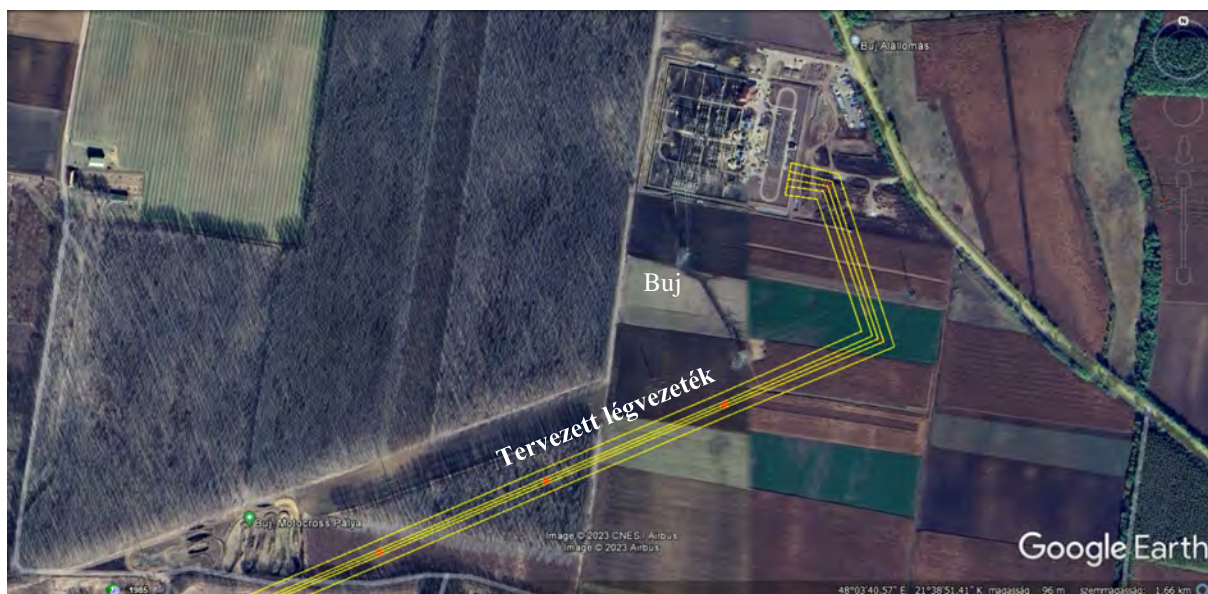 N
Buj Alállomás
Buj
Tervezett légvezeték
Buj, Motocross Pálya
Image © 2023 CNES / Airbus
Image © 2023 Airbus
Google Earth
1985
48°03'40.57" É 21°38'51.41" K magasság 96 m szemmagasság: 1.66 km